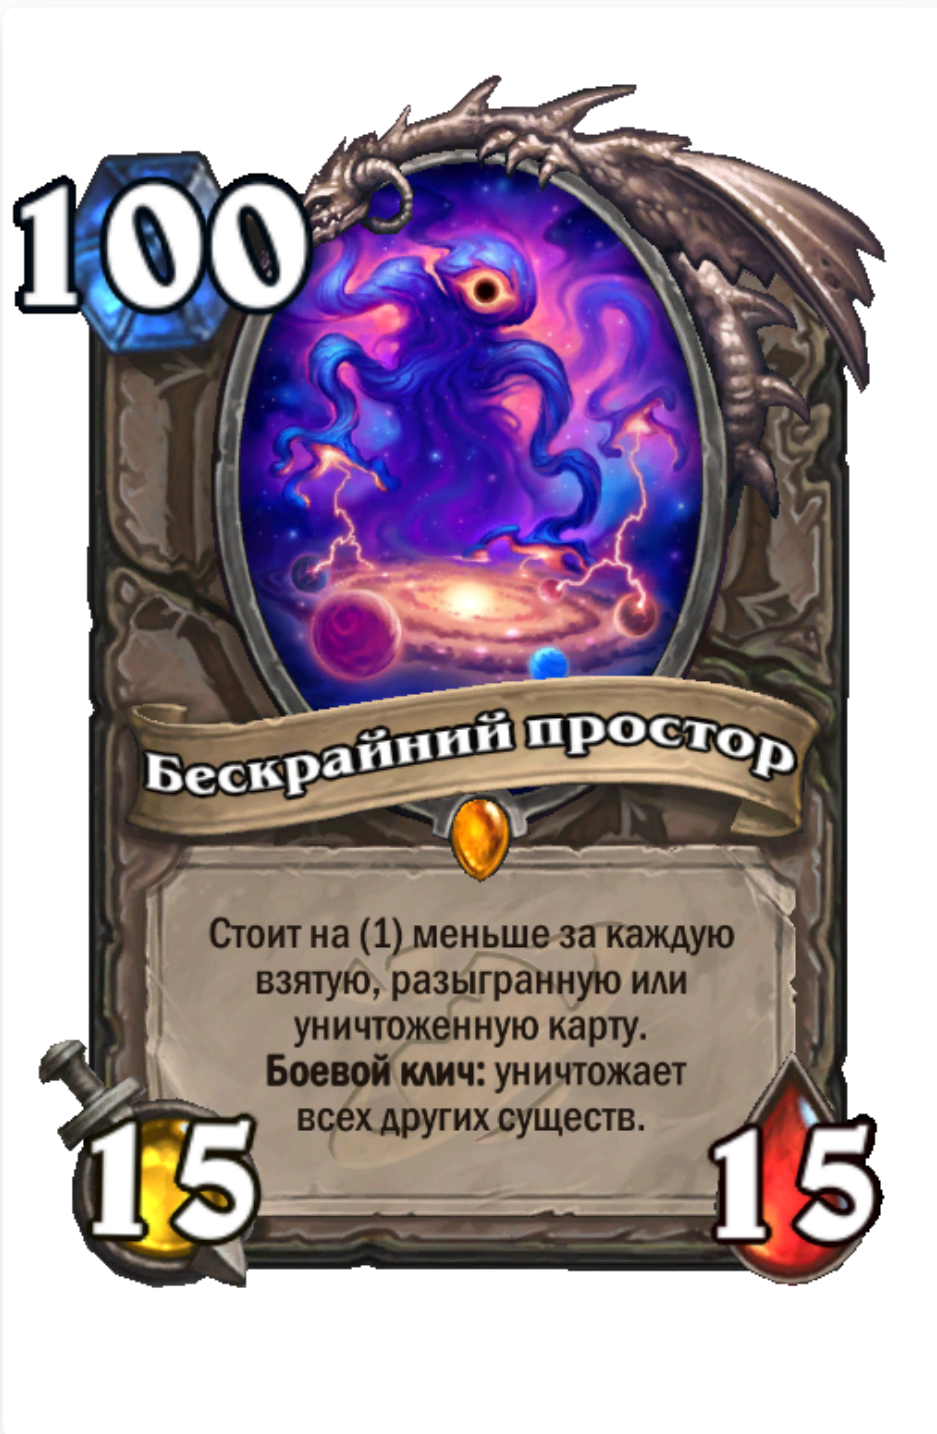 100
Бескрайний простор
Стоит на (1) меньше за каждую
взятую, разыгранную или
уничтоженную карту.
Боевой клич: уничтожает
всех других существ.
15
15